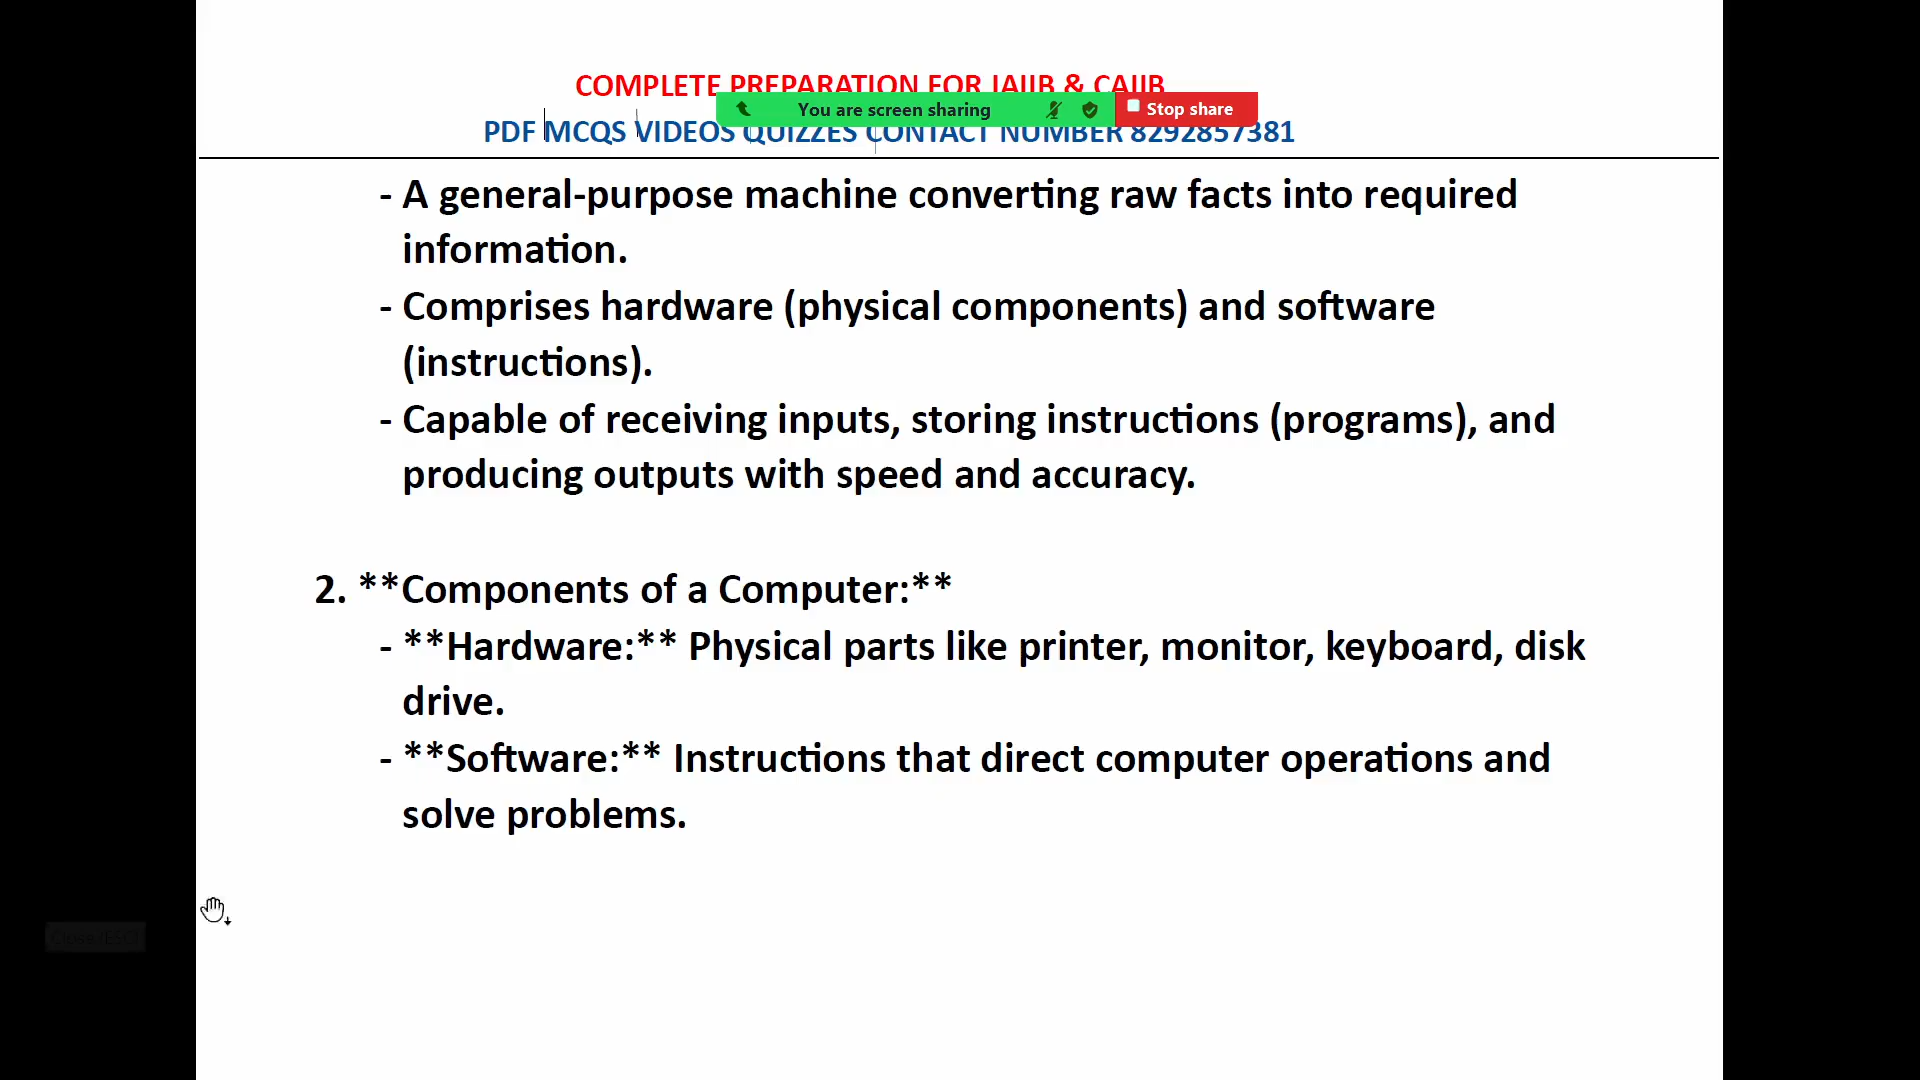 COMPLETE PREPARATION FOR JAIIB & CAIIB
You are screen sharing
Stop share
PDF MCQS VIDEOS QUIZZES CONTACT NUMBER 8292857381
- A general-purpose machine converting raw facts into required
information.
- Comprises hardware (physical components) and software
(instructions).
- Capable of receiving inputs, storing instructions (programs), and
producing outputs with speed and accuracy.
2. **Components of a Computer:**
- **Hardware:** Physical parts like printer, monitor, keyboard, disk
drive.
- **Software:** Instructions that direct computer operations and
solve problems.
Close (ESC)